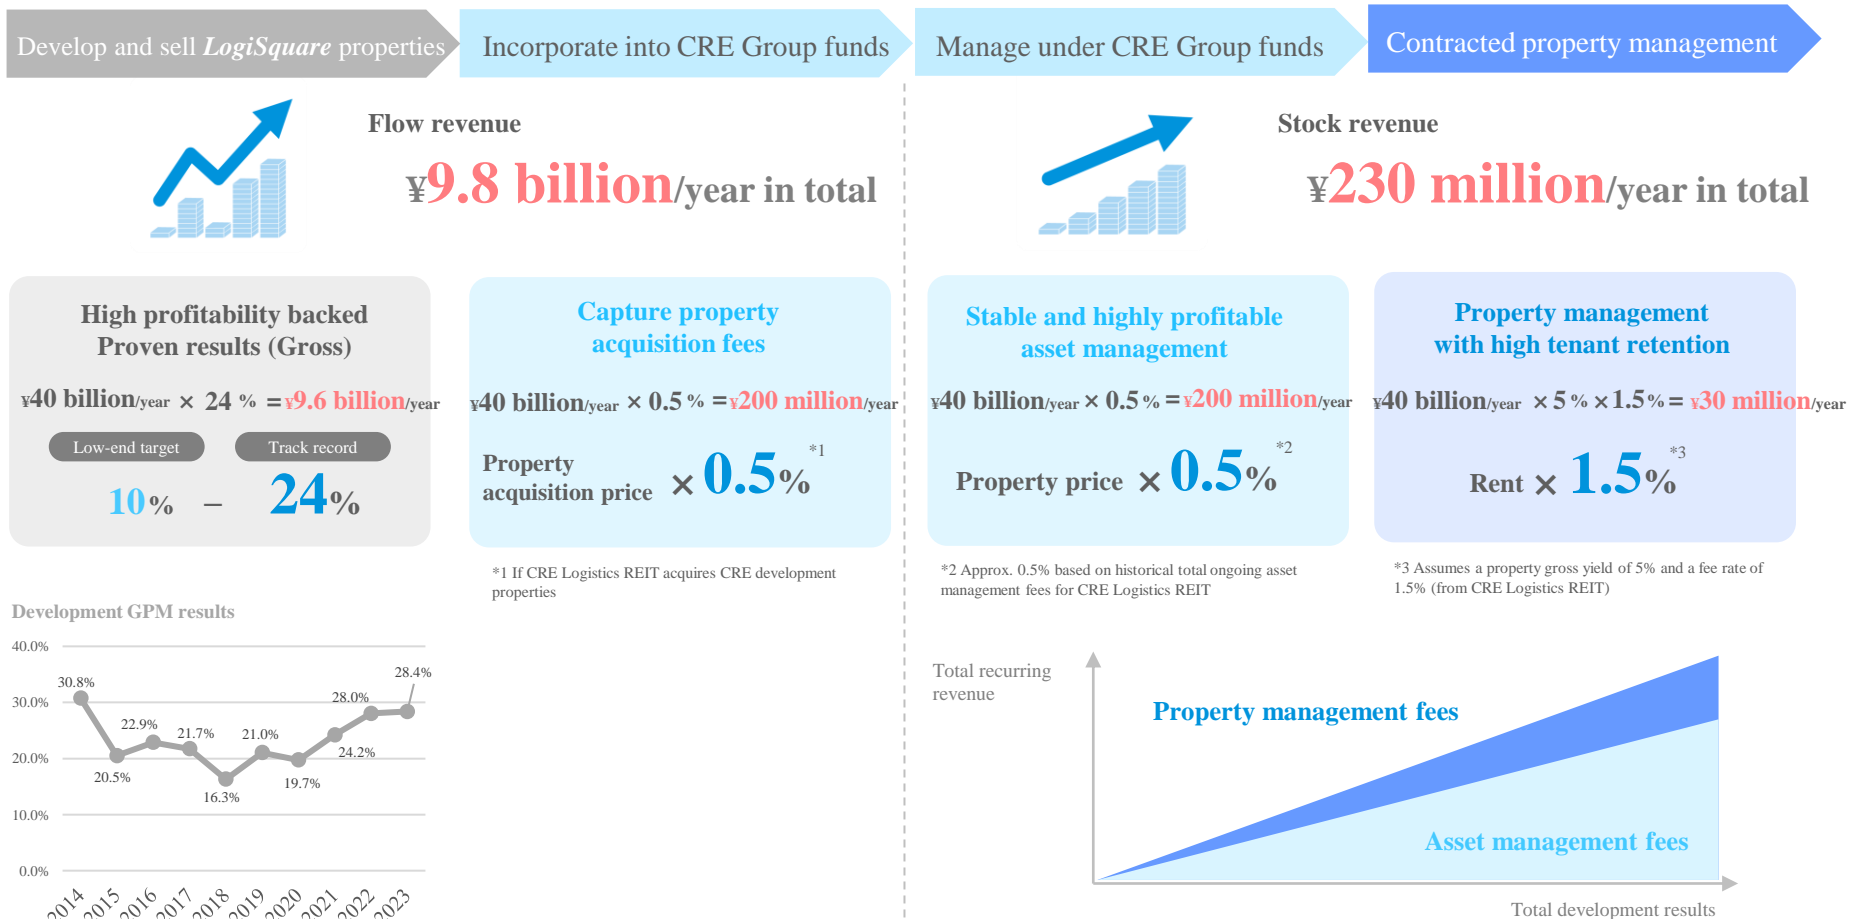 Develop and sell LogiSquare properties
Incorporate into CRE Group funds
Manage under CRE Group funds
Contracted property management
Flow revenue
¥9.8 billion/year in total
Stock revenue
¥230 million/year in total
High profitability backed
Proven results (Gross)
¥40 billion/year × 24 % = ¥9.6 billion/year
Low-end target
Track record
10% – 24%
Capture property
acquisition fees
¥40 billion/year × 0.5 % = ¥200 million/year
Property
acquisition price × 0.5% *1
*1 If CRE Logistics REIT acquires CRE development
properties
Stable and highly profitable
asset management
¥40 billion/year × 0.5 % = ¥200 million/year
Property price × 0.5% *2
*2 Approx. 0.5% based on historical total ongoing asset
management fees for CRE Logistics REIT
Property management
with high tenant retention
¥40 billion/year × 5 % × 1.5% = ¥30 million/year
Rent × 1.5% *3
*3 Assumes a property gross yield of 5% and a fee rate of
1.5% (from CRE Logistics REIT)
Development GPM results
40.0%
30.0%
20.0%
10.0%
0.0%
30.8%
20.5%
22.9%
21.7%
16.3%
21.0%
19.7%
24.2%
28.0%
28.4%
2014
2015
2016
2017
2018
2019
2020
2021
2022
2023
Total recurring
revenue
Property management fees
Asset management fees
Total development results